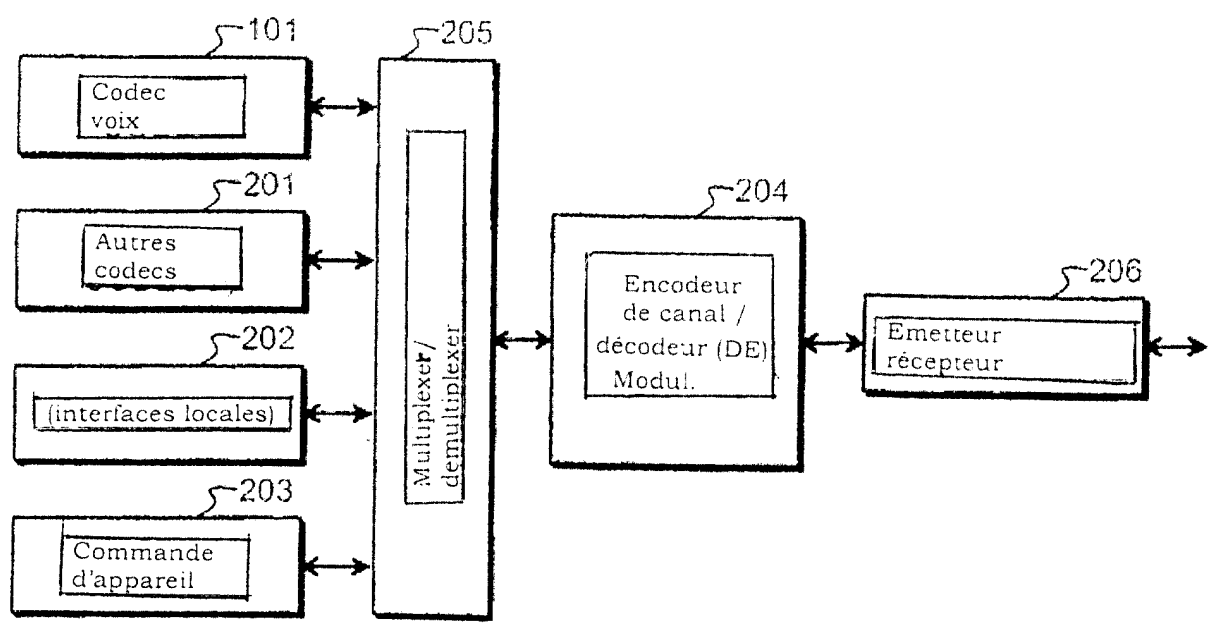 101
Codec
voix
201
Autres
codecs
202
(interfaces locales)
203
Commande
d'appareil
205
Multiplexer/
demultiplexer
204
Encodeur
de canal /
décodeur (DE)
Modul.
206
Emetteur
récepteur